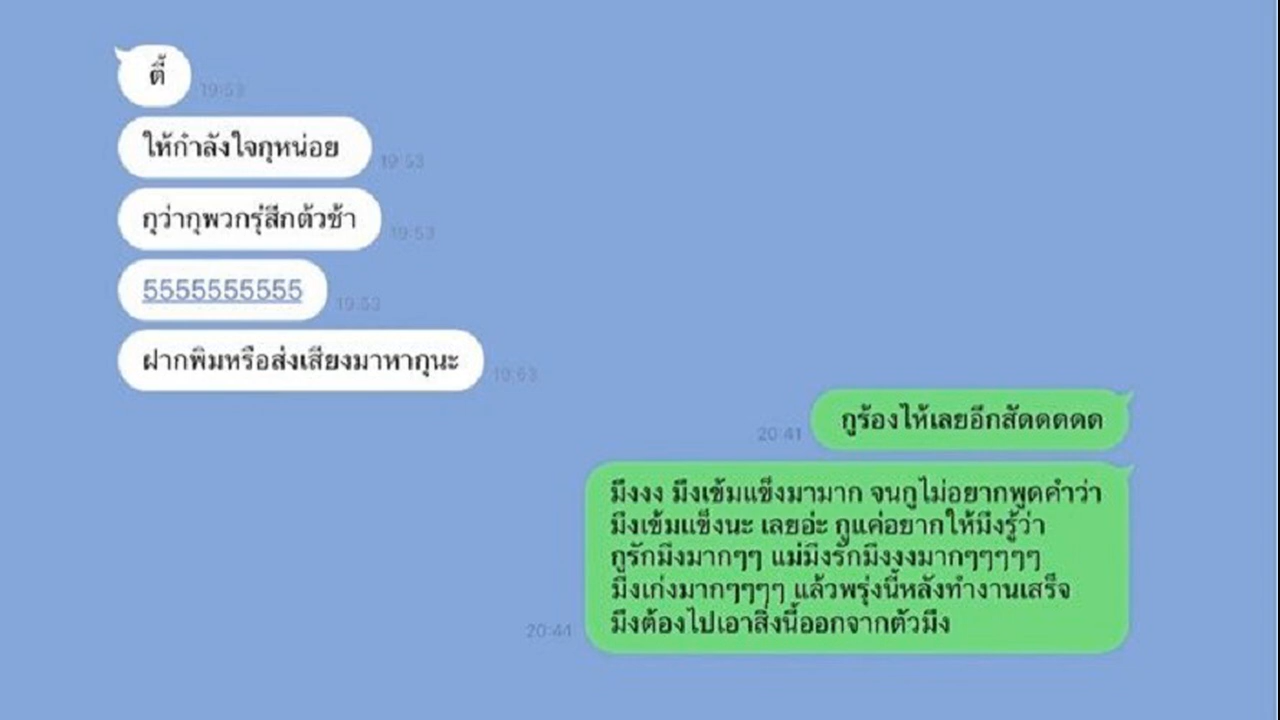 ตี้
19:53
ให้กำลังใจกุหน่อย
19:53
กุว่ากุพวกรุ่สึกตัวช้า
19:53
5555555555
19:53
ฝากพิมหรือส่งเสียงมาหากุนะ
19:53
กูร้องไห้เลยอีกสัดดดดด
20:41
มึงงง มึงเข้มแข็งมามาก จนกูไม่อยากพูดคำว่า
มึงเข้มแข็งนะ เลยอ่ะ กูแค่อยากให้มึงรู้ว่า
กูรักมึงมากๆๆ แม่มึงรักมึงงงมากๆๆๆๆๆ
มึงเก่งมากๆๆๆๆ แล้วพรุ่งนี้หลังทำงานเสร็จ
มึงต้องไปเอาสิ่งนี้ออกจากตัวมึง
20:44